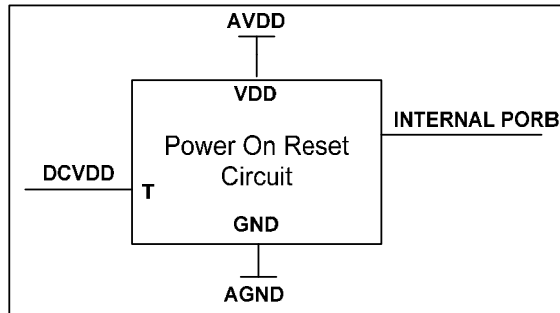 AVDD
VDD
INTERNAL PORB
Power On Reset
Circuit
DCVDD
T
GND
AGND